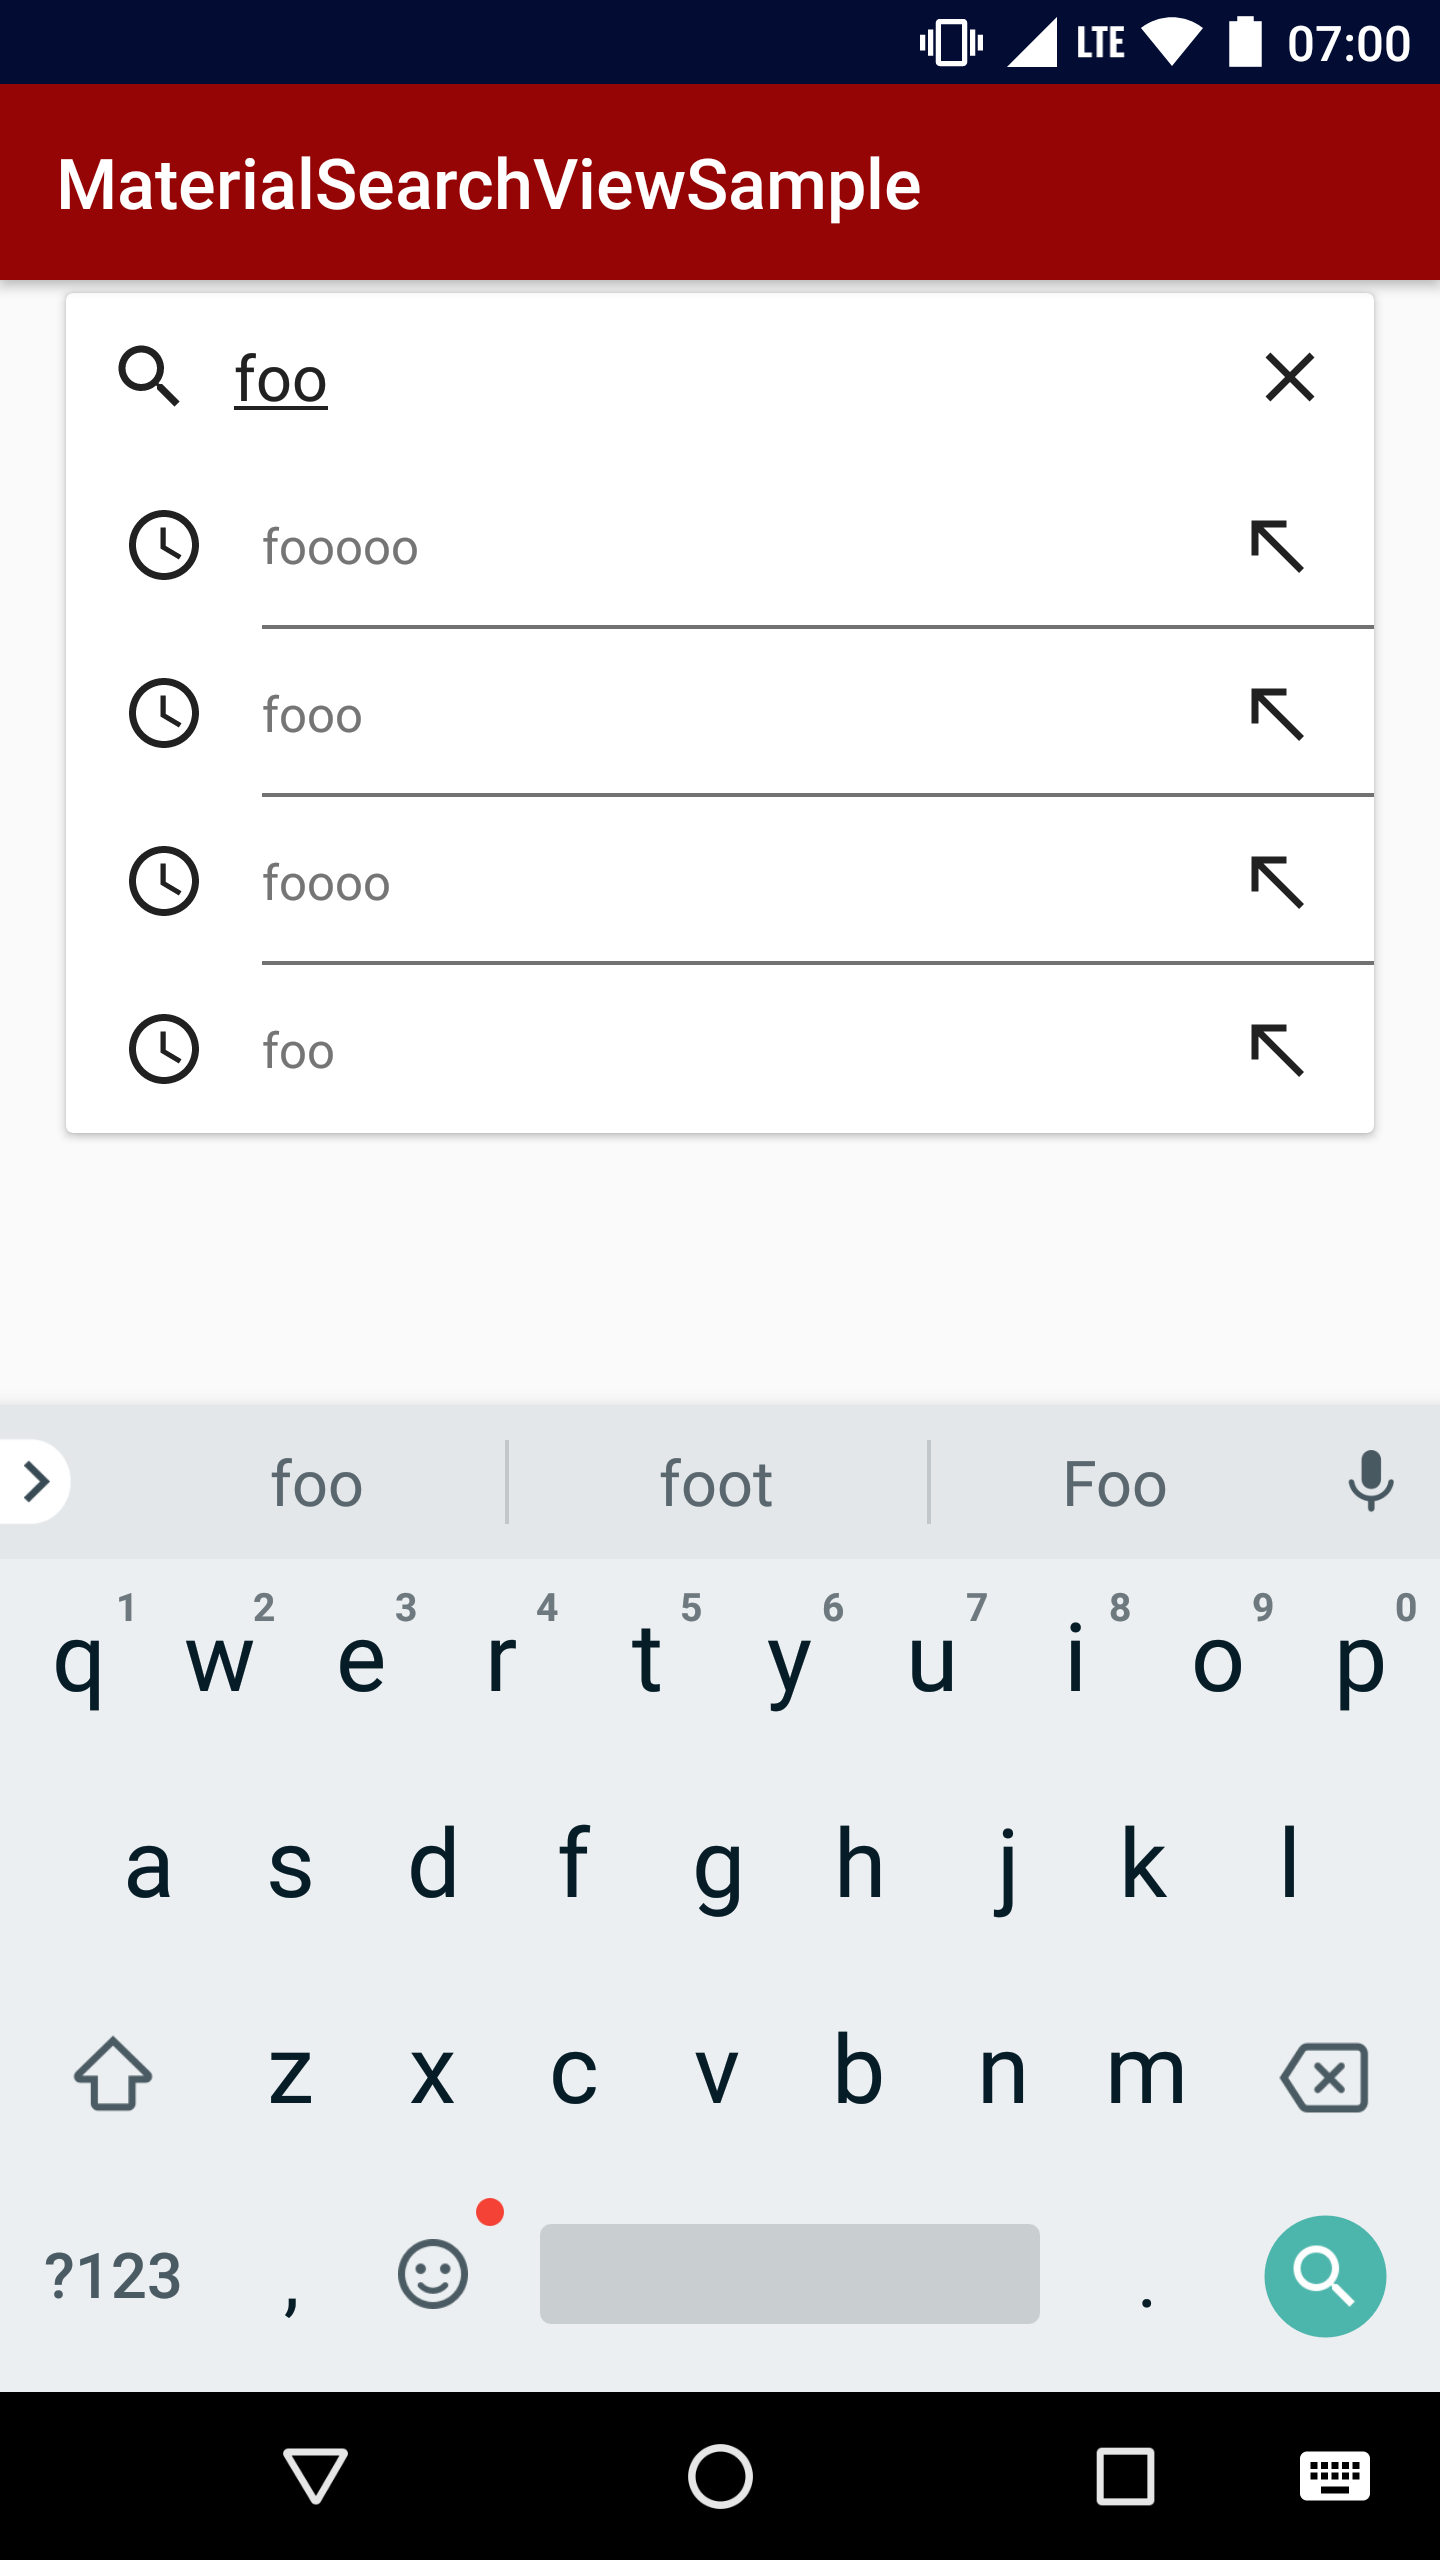 LTE 07:00
MaterialSearchViewSample
foo
fooooo
fooo
foooo
foo
foo foot Foo
1 2 3 4 5 6 7 8 9 0
q w e r t y u i o p
a s d f g h j k l
z x c v b n m
?123 , .